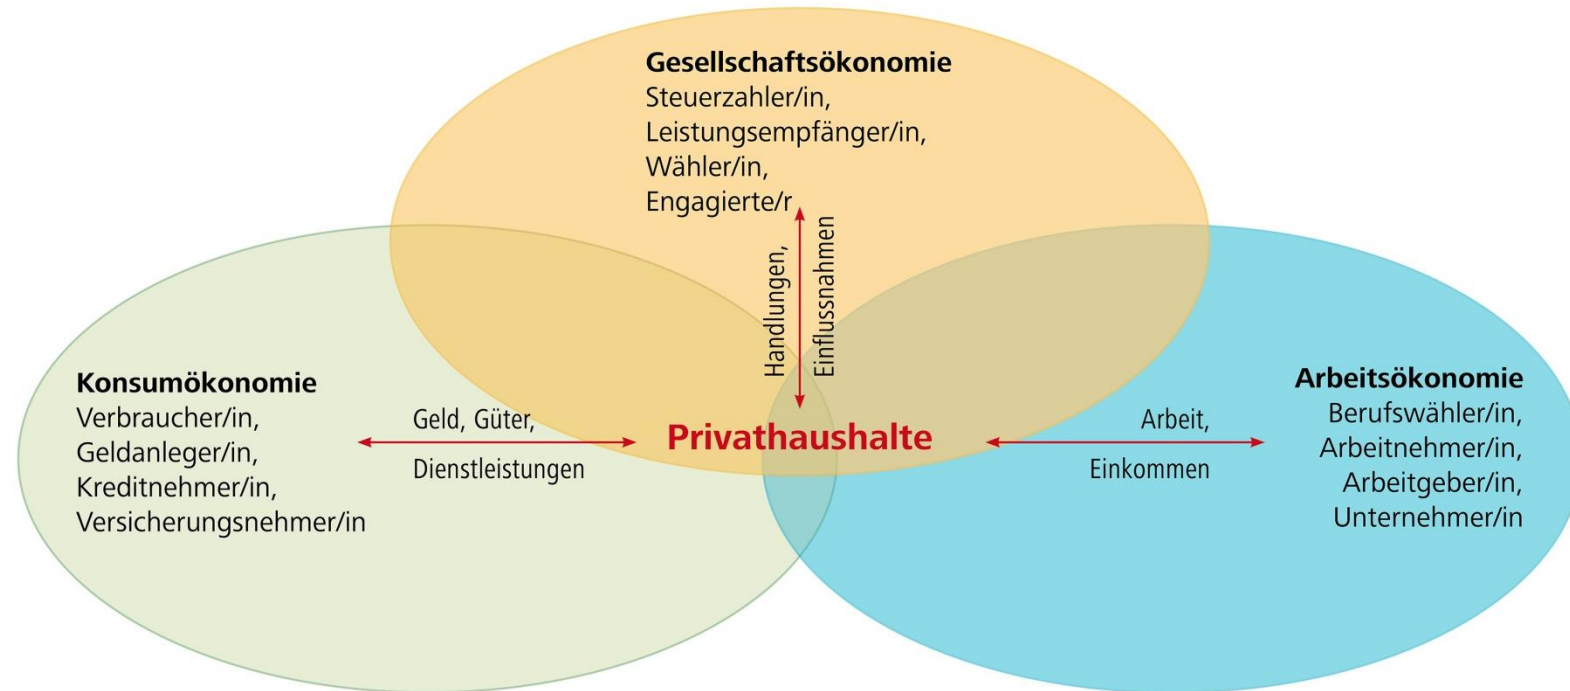 Gesellschaftsökonomie
Steuerzahler/in,
Leistungsempfänger/in,
Wähler/in,
Engagierte/r
Handlungen,
Einflussnahmen
Konsumökonomie
Verbraucher/in,
Geldanleger/in,
Kreditnehmer/in,
Versicherungsnehmer/in
Geld, Güter,
Dienstleistungen
Privathaushalte
Arbeit,
Einkommen
Arbeitsökonomie
Berufswähler/in,
Arbeitnehmer/in,
Arbeitgeber/in,
Unternehmer/in